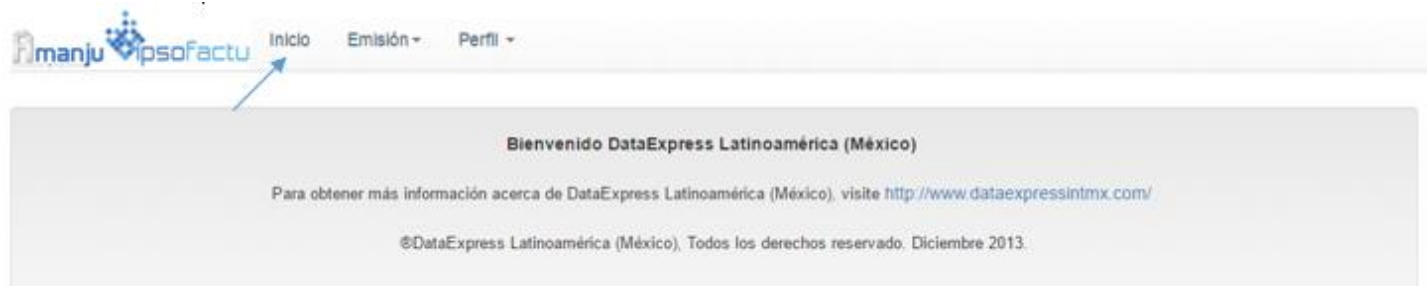 manju ipsofactu Inicio Emisión Perfil
Bienvenido DataExpress Latinoamérica (México)
Para obtener más información acerca de DataExpress Latinoamérica (México), visite http://www.dataexpressintmx.com/
®DataExpress Latinoamérica (México), Todos los derechos reservado. Diciembre 2013.